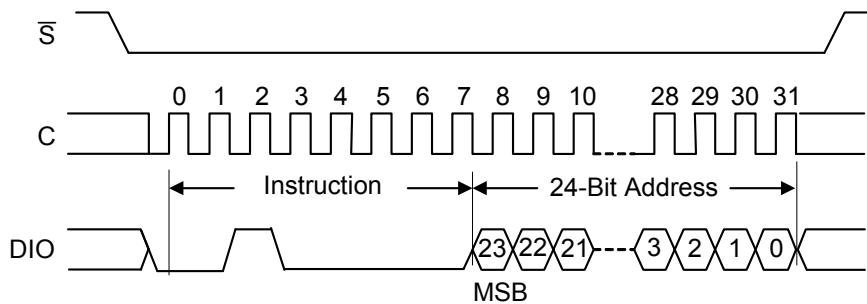 S
0 1 2 3 4 5 6 7 8 9 10 28 29 30 31
C
Instruction 24-Bit Address
DIO 23 22 21 3 2 1 0
MSB